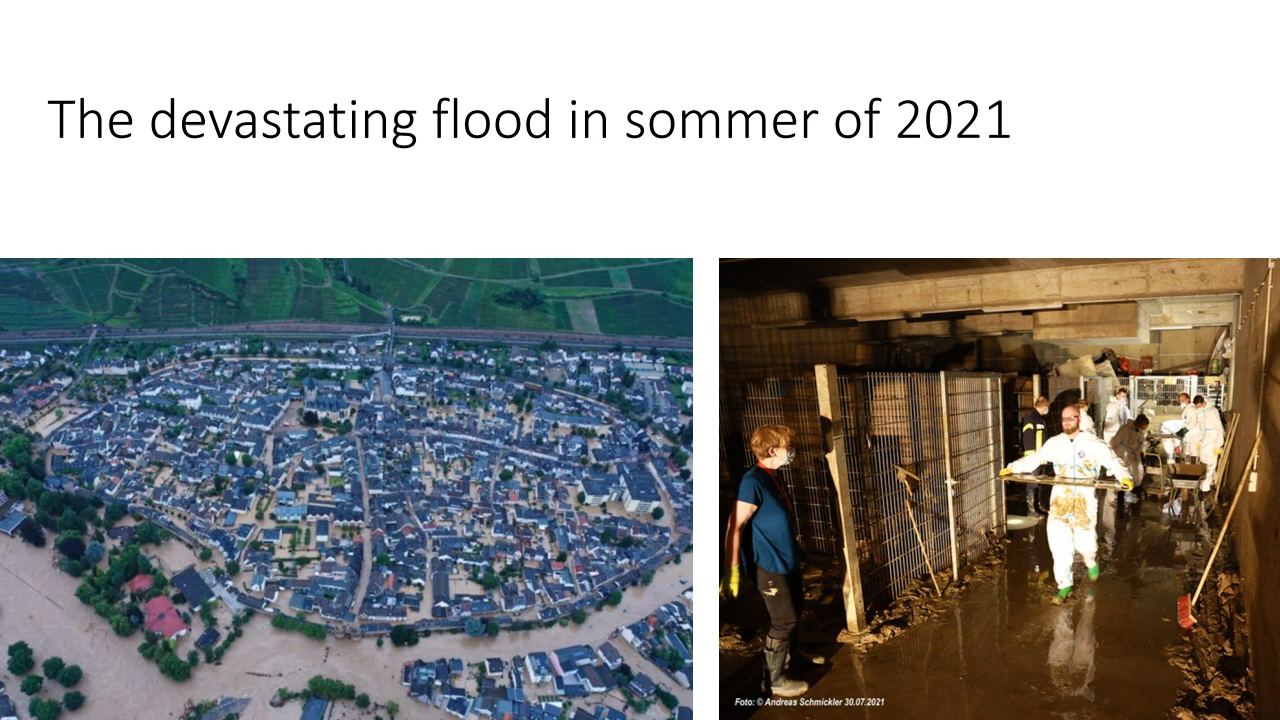 The devastating flood in sommer of 2021
Foto: © Andreas Schmickler 30.07.2021